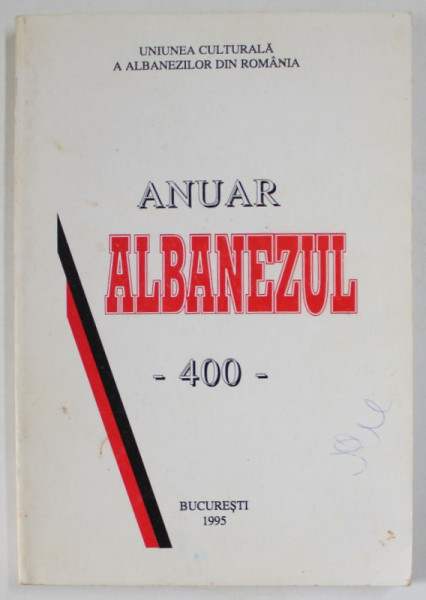 UNIUNEA CULTURALĂ
A ALBANEZILOR DIN ROMÂNIA
ANUAR
ALBANEZUL
- 400 -
BUCUREŞTI
1995